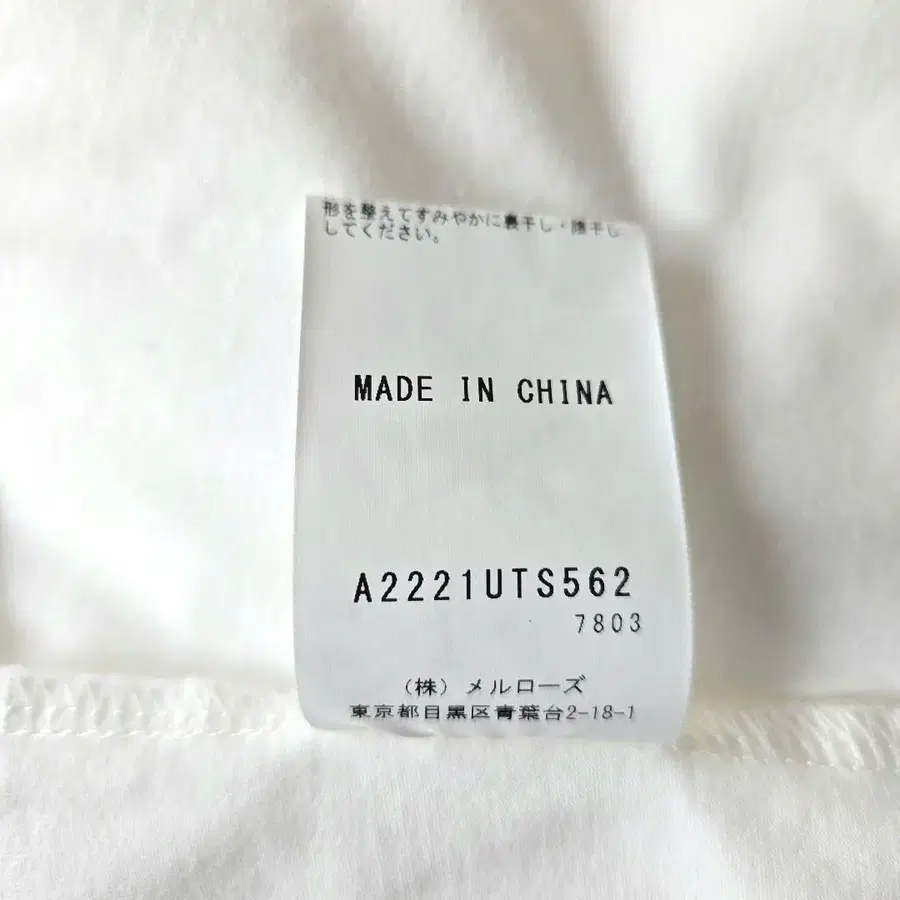 形を整えてすみやかに裏干し・陰干し
してください。
MADE IN CHINA
A2221UTS562
7803
(株) メルローズ
東京都目黒区青葉台2-18-1